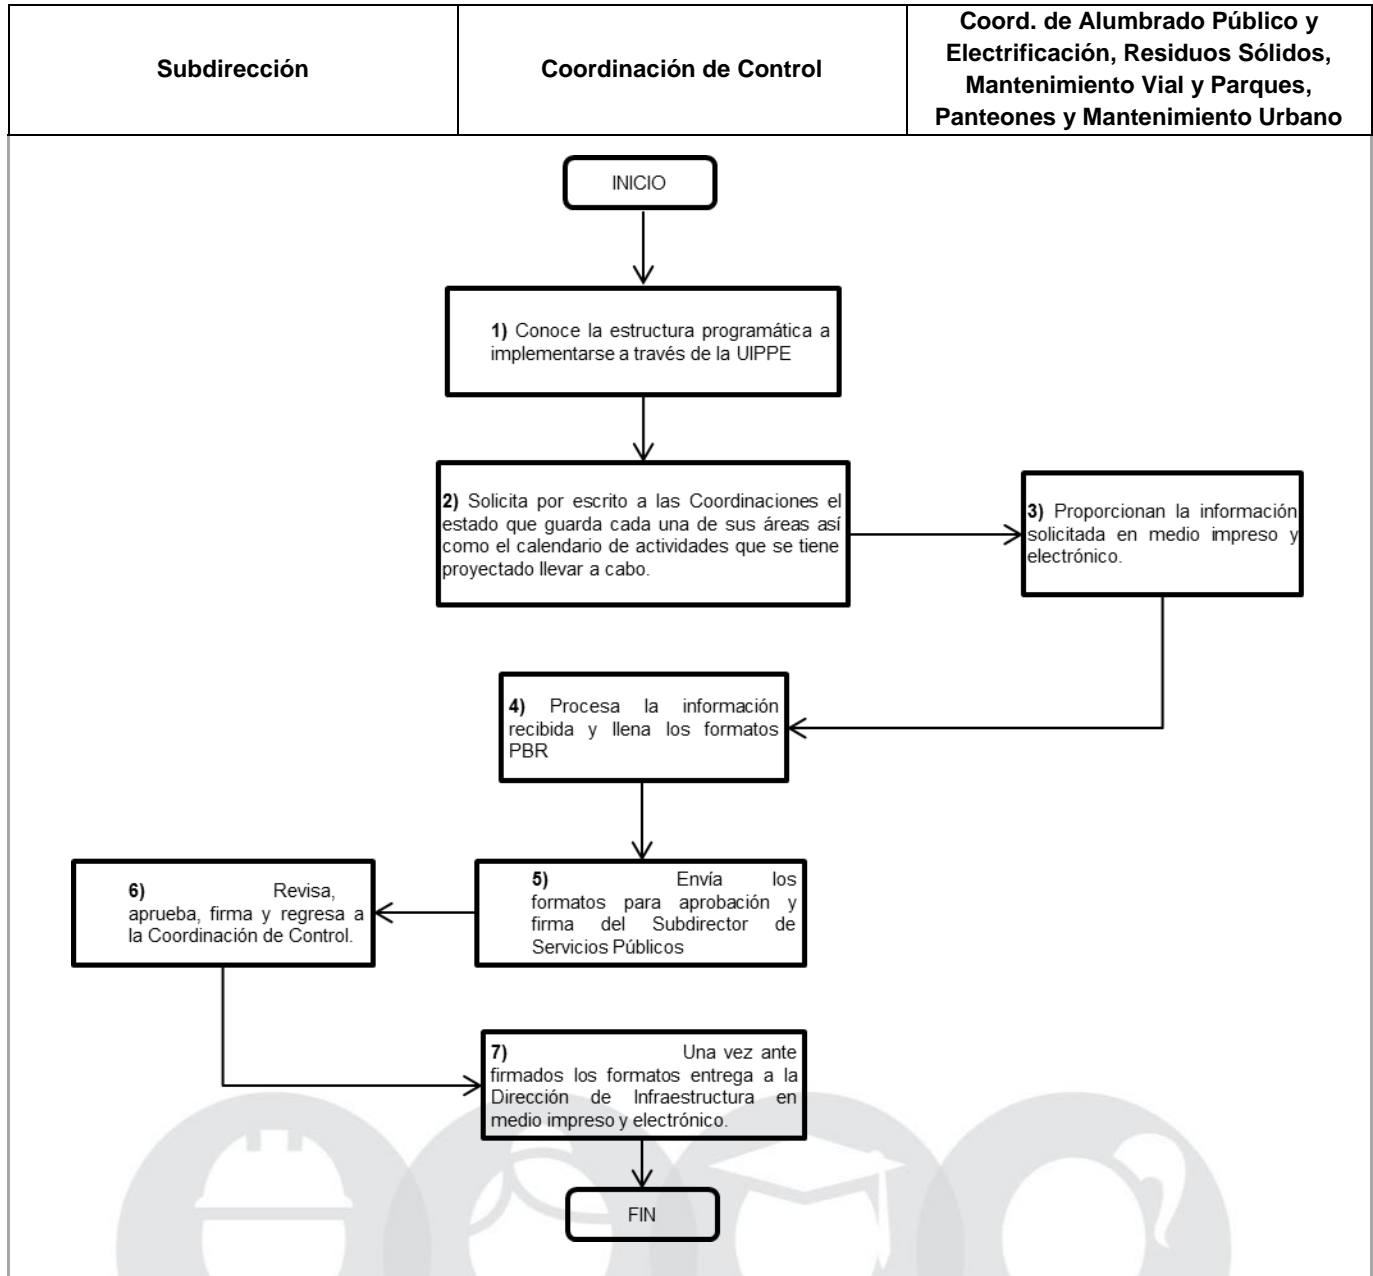 Subdirección
Coordinación de Control
Coord. de Alumbrado Público y
Electrificación, Residuos Sólidos,
Mantenimiento Vial y Parques,
Panteones y Mantenimiento Urbano
INICIO
1) Conoce la estructura programática a
implementarse a través de la UIPPE
2) Solicita por escrito a las Coordinaciones el
estado que guarda cada una de sus áreas así
como el calendario de actividades que se tiene
proyectado llevar a cabo.
3) Proporcionan la información
solicitada en medio impreso y
electrónico.
4) Procesa la información
recibida y llena los formatos
PBR
5) Envía los
formatos para aprobación y
firma del Subdirector de
Servicios Públicos
6) Revisa,
aprueba, firma y regresa a
la Coordinación de Control.
7) Una vez ante
firmados los formatos entrega a la
Dirección de Infraestructura en
medio impreso y electrónico.
FIN